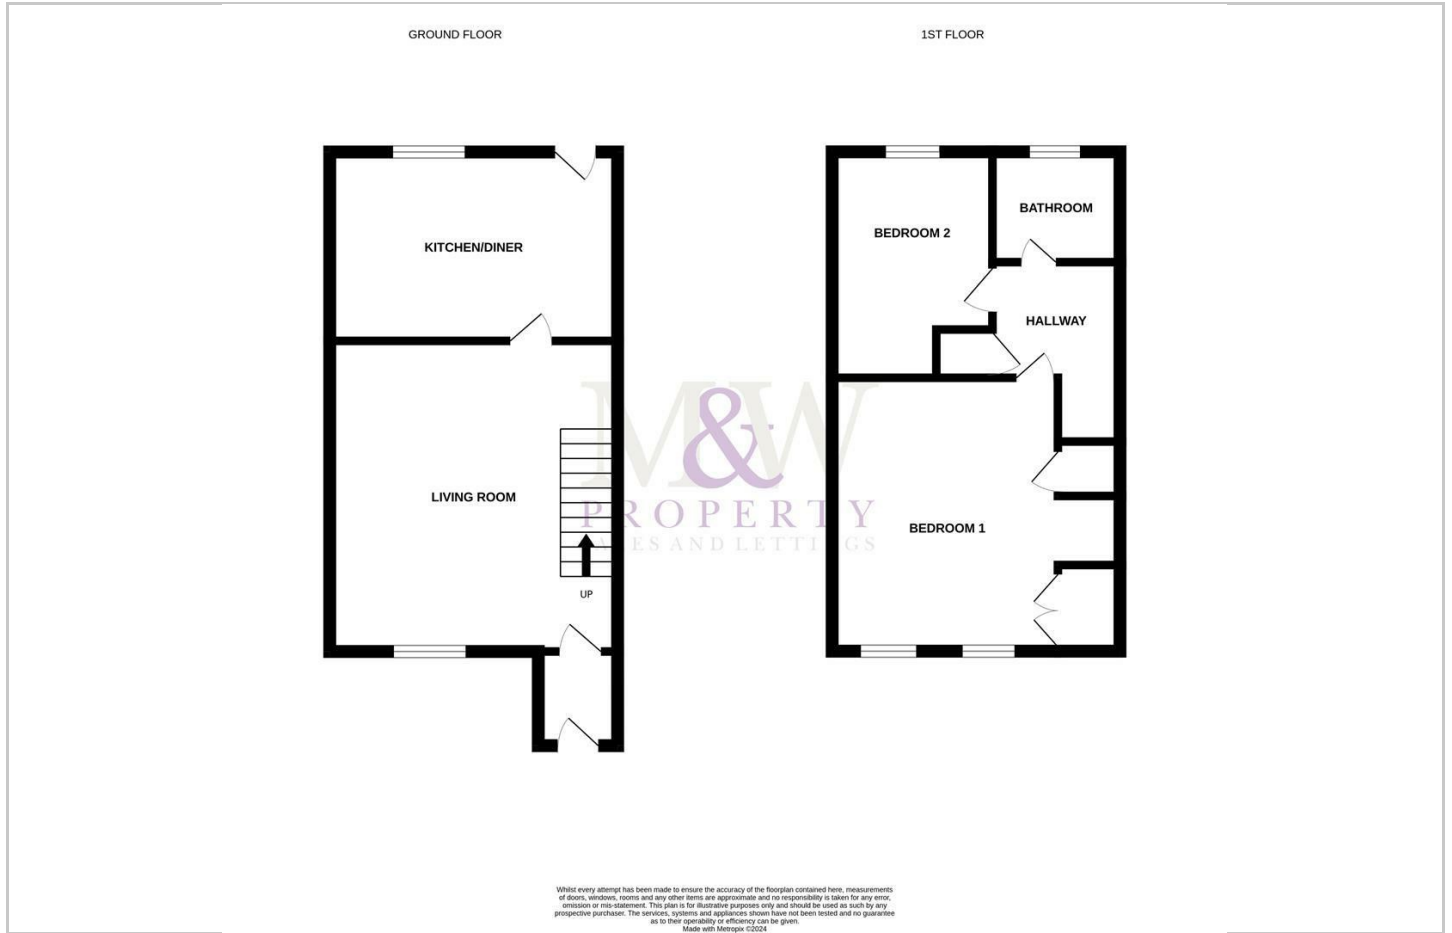 GROUND FLOOR
1ST FLOOR
KITCHEN/DINER
LIVING ROOM
UP
BEDROOM 2
BATHROOM
HALLWAY
BEDROOM 1
M&W
PROPERTY
SALES AND LETTINGS
Whilst every attempt has been made to ensure the accuracy of the floorplan contained here, measurements
of doors, windows, rooms and any other items are approximate and no responsibility is taken for any error,
omission or mis-statement. This plan is for illustrative purposes only and should be used as such by any
prospective purchaser. The services, systems and appliances shown have not been tested and no guarantee
as to their operability or efficiency can be given.
Made with Metropix ©2024